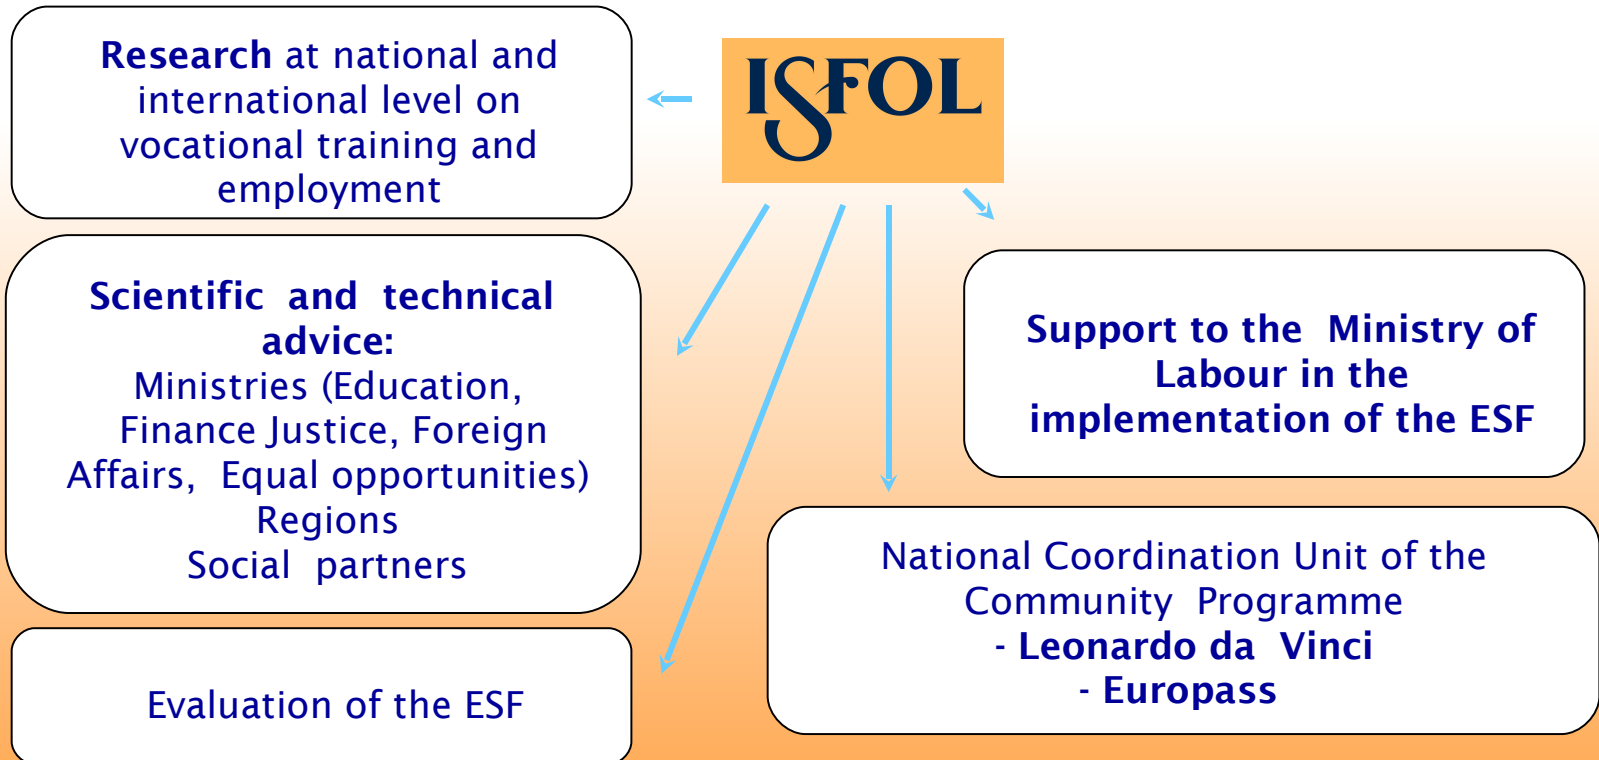 ISFOL
Research at national and
international level on
vocational training and
employment
Scientific and technical
advice:
Ministries (Education,
Finance Justice, Foreign
Affairs, Equal opportunities)
Regions
Social partners
Evaluation of the ESF
Support to the Ministry of
Labour in the
implementation of the ESF
National Coordination Unit of the
Community Programme
- Leonardo da Vinci
- Europass